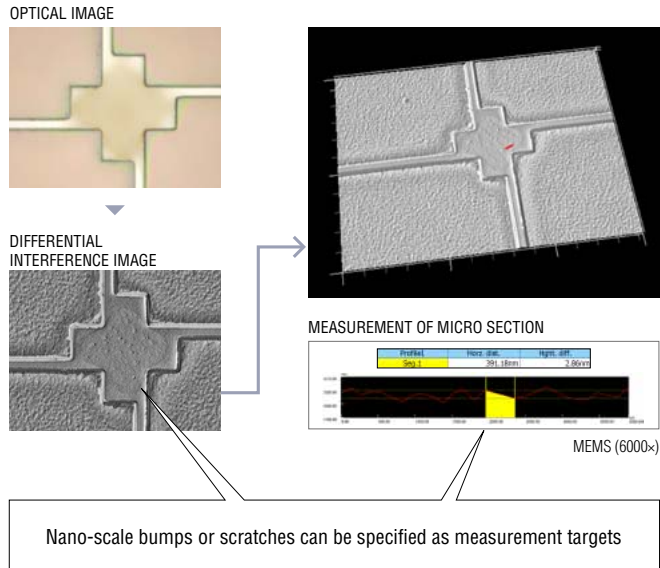 OPTICAL IMAGE
DIFFERENTIAL
INTERFERENCE IMAGE
MEASUREMENT OF MICRO SECTION
Profile1 Horz. dist. Hght. diff.
Seg.1 391.18nm 2.86nm
MEMS (6000×)
Nano-scale bumps or scratches can be specified as measurement targets